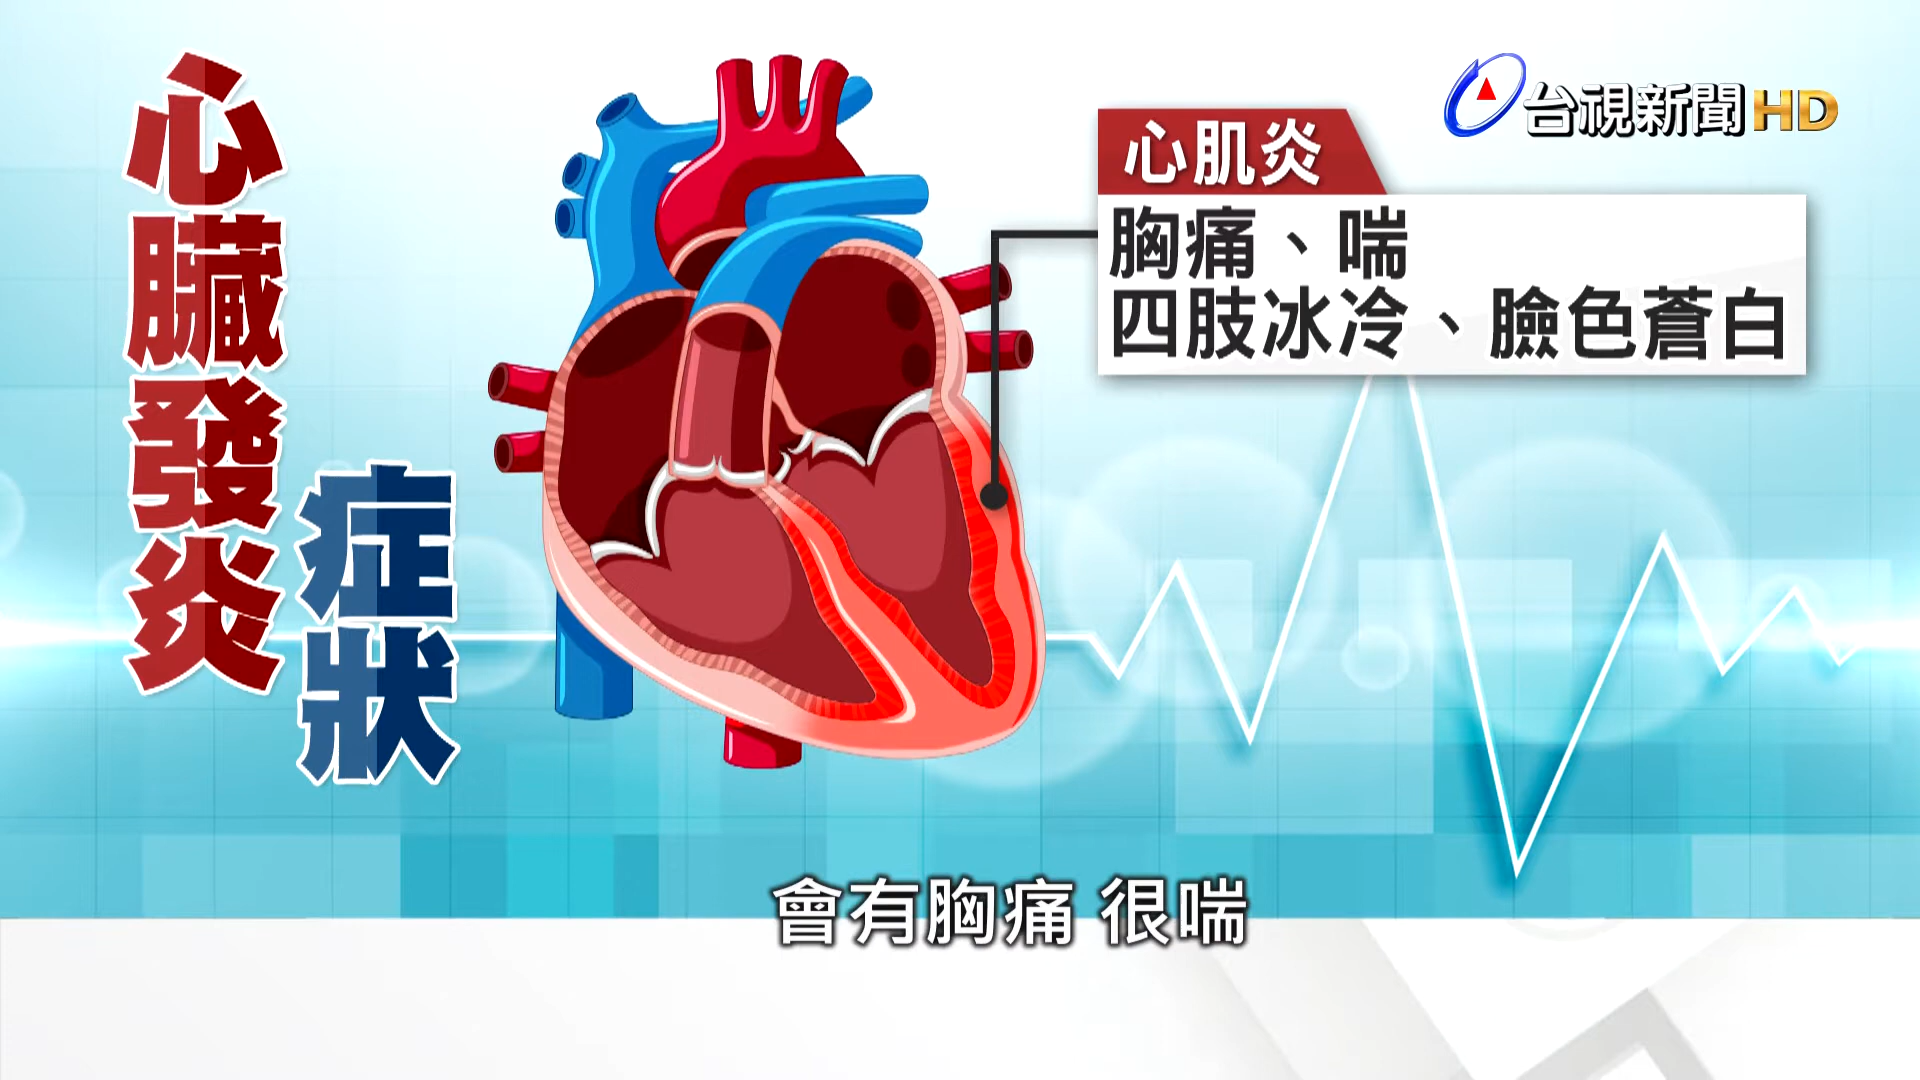 心臟發炎
症狀
台視新聞HD
心肌炎
胸痛、喘
四肢冰冷、臉色蒼白
會有胸痛 很喘